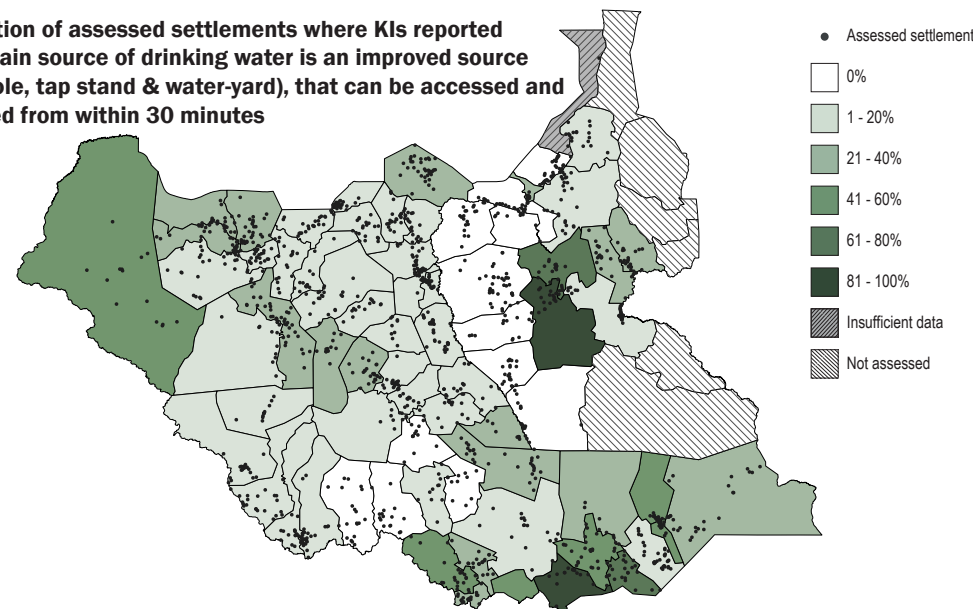 tion of assessed settlements where KIs reported
ain source of drinking water is an improved source
ole, tap stand & water-yard), that can be accessed and
ed from within 30 minutes
Assessed settlement
0%
1 - 20%
21 - 40%
41 - 60%
61 - 80%
81 - 100%
Insufficient data
Not assessed